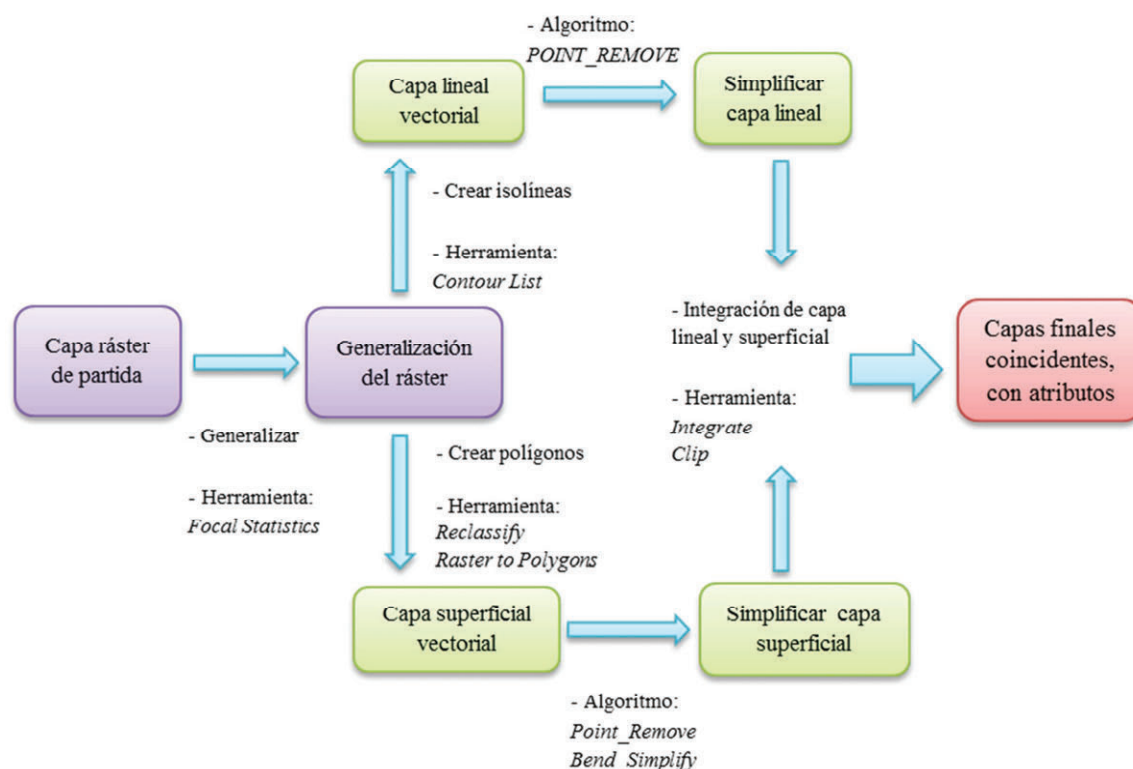 - Algoritmo:
POINT_REMOVE
Capa lineal
vectorial
Simplificar
capa lineal
- Crear isolíneas
- Herramienta:
Contour List
Capa ráster
de partida
Generalización
del ráster
- Integración de capa
lineal y superficial
- Herramienta:
Integrate
Clip
Capas finales
coincidentes,
con atributos
- Generalizar
- Herramienta:
Focal Statistics
- Crear polígonos
- Herramienta:
Reclassify
Raster to Polygons
Capa superficial
vectorial
Simplificar capa
superficial
- Algoritmo:
Point_Remove
Bend_Simplify